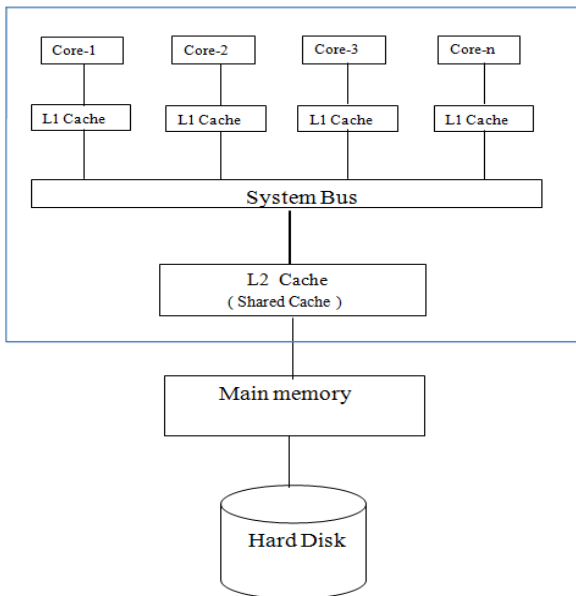 Core-1 Core-2 Core-3 Core-n
L1 Cache L1 Cache L1 Cache L1 Cache
System Bus
L2 Cache
( Shared Cache )
Main memory
Hard Disk